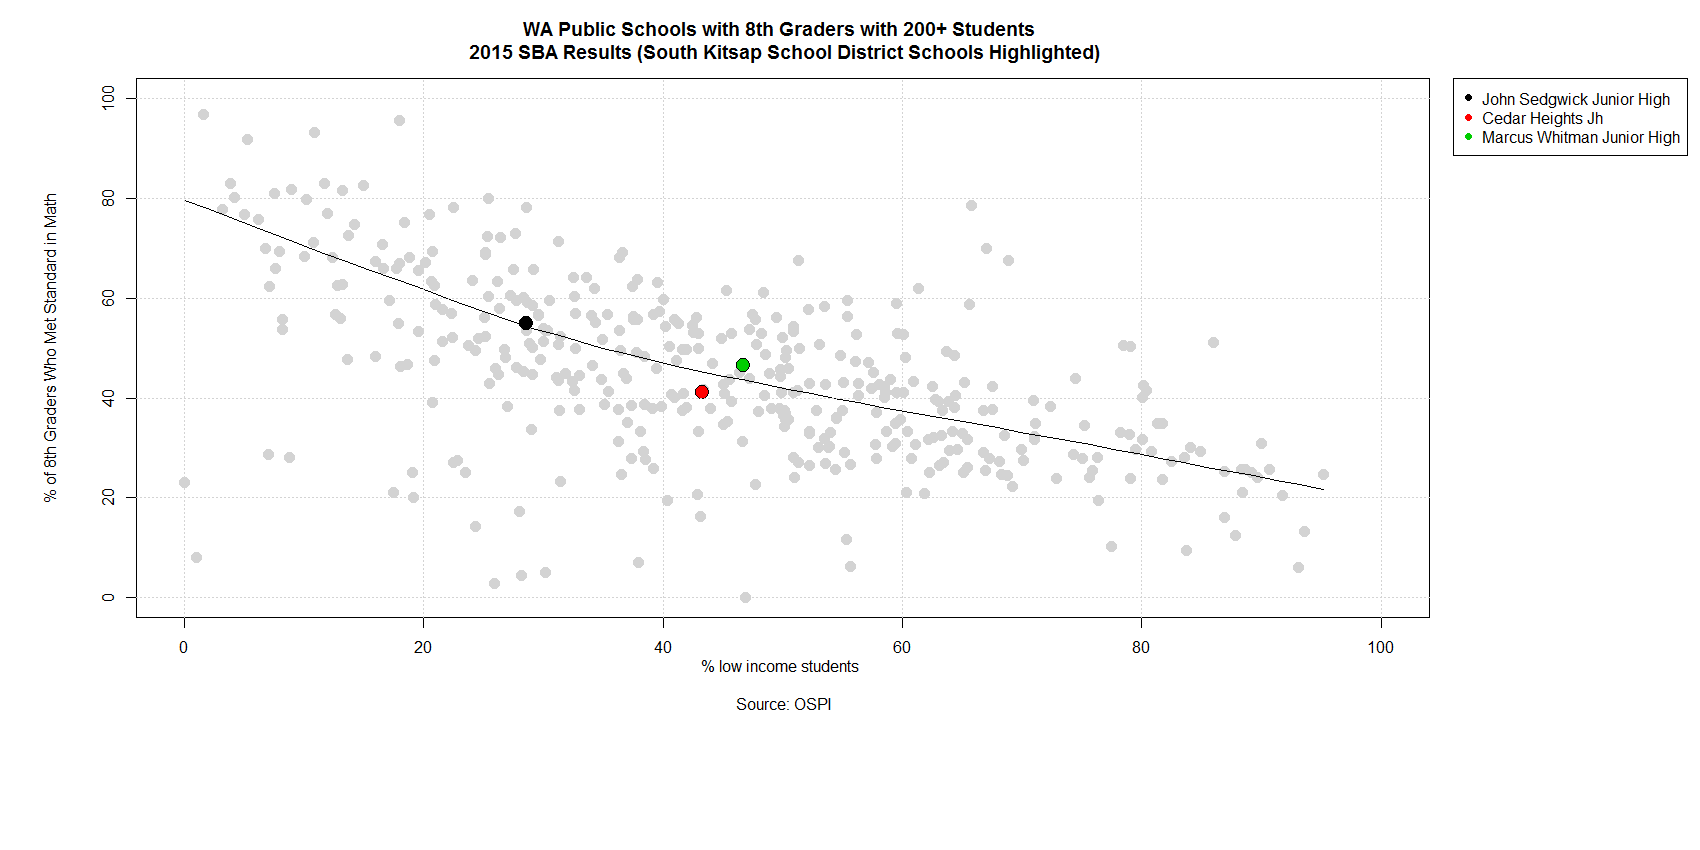 WA Public Schools with 8th Graders with 200+ Students
2015 SBA Results (South Kitsap School District Schools Highlighted)
John Sedgwick Junior High
Cedar Heights Jh
Marcus Whitman Junior High
% of 8th Graders Who Met Standard in Math
100
80
60
40
20
0
0 20 40 60 80 100
% low income students
Source: OSPI